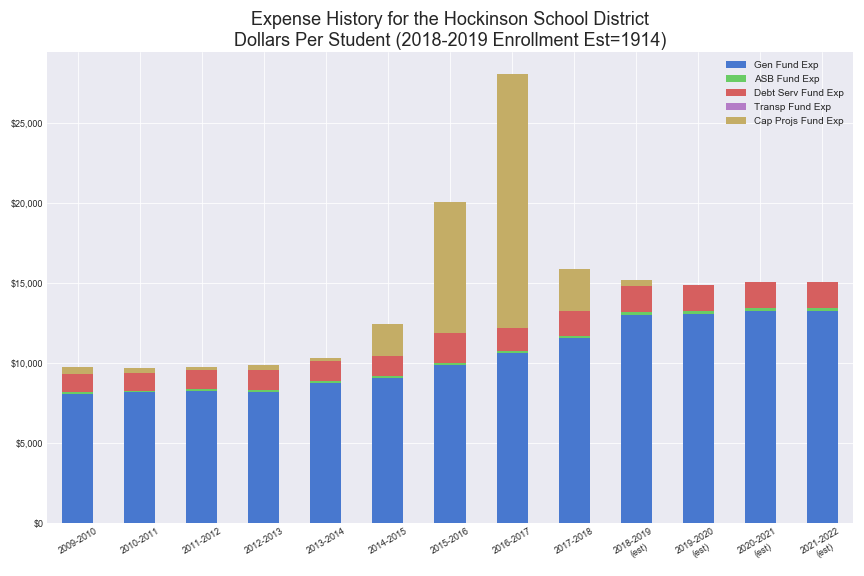 Expense History for the Hockinson School District
Dollars Per Student (2018-2019 Enrollment Est=1914)
Gen Fund Exp
ASB Fund Exp
Debt Serv Fund Exp
Transp Fund Exp
Cap Projs Fund Exp
$25,000
$20,000
$15,000
$10,000
$5,000
$0
2009-2010
2010-2011
2011-2012
2012-2013
2013-2014
2014-2015
2015-2016
2016-2017
2017-2018
2018-2019
(est)
2019-2020
(est)
2020-2021
(est)
2021-2022
(est)